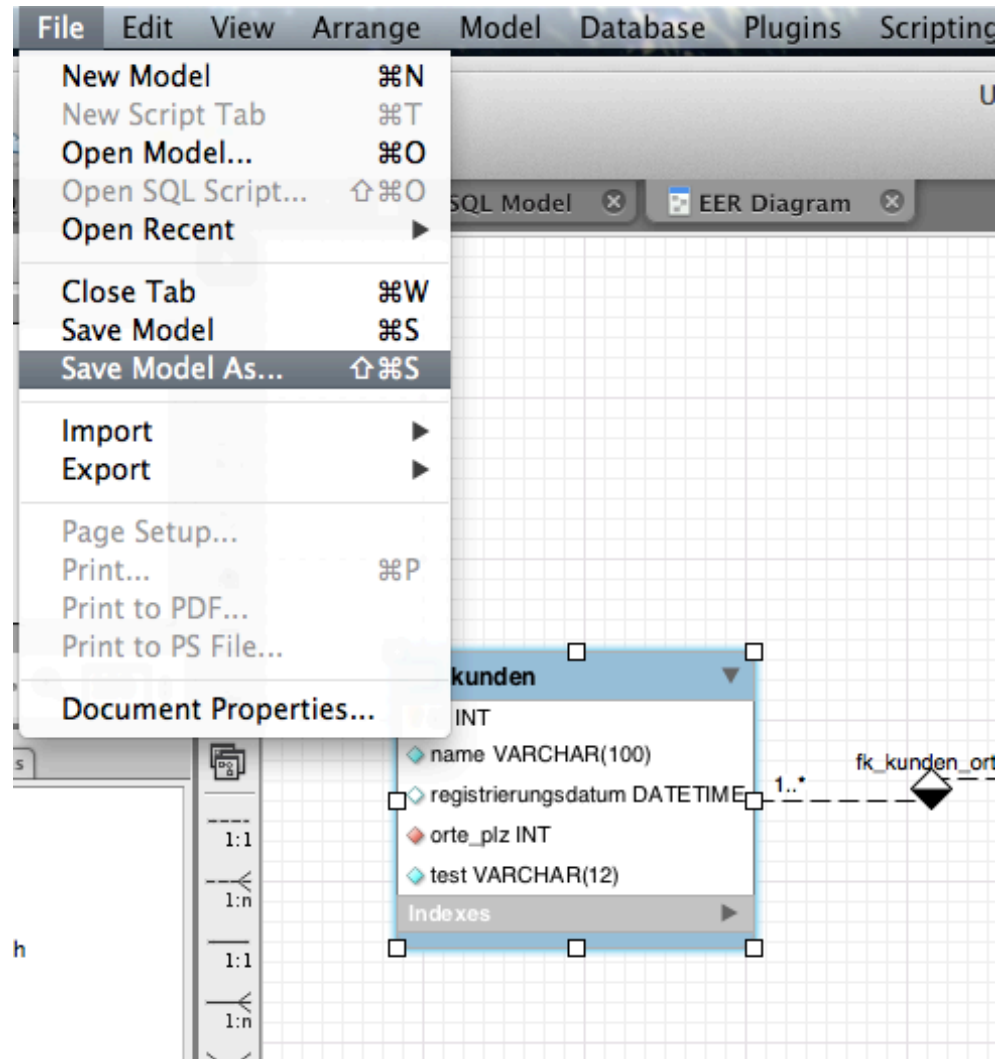 File Edit View Arrange Model Database Plugins Scripting
New Model ⌘N
New Script Tab ⌘T
Open Model... ⌘O
Open SQL Script... ⇧⌘O
Open Recent ▶
Close Tab ⌘W
Save Model ⌘S
Save Model As... ⇧⌘S
Import ▶
Export ▶
Page Setup...
Print... ⌘P
Print to PDF...
Print to PS File...
Document Properties...
U
SQL Model
EER Diagram
kunden
INT
name VARCHAR(100)
registrierungsdatum DATETIME
orte_plz INT
test VARCHAR(12)
Indexes
1..*
fk_kunden_ort
s
h
1:1
1:n
1:1
1:n